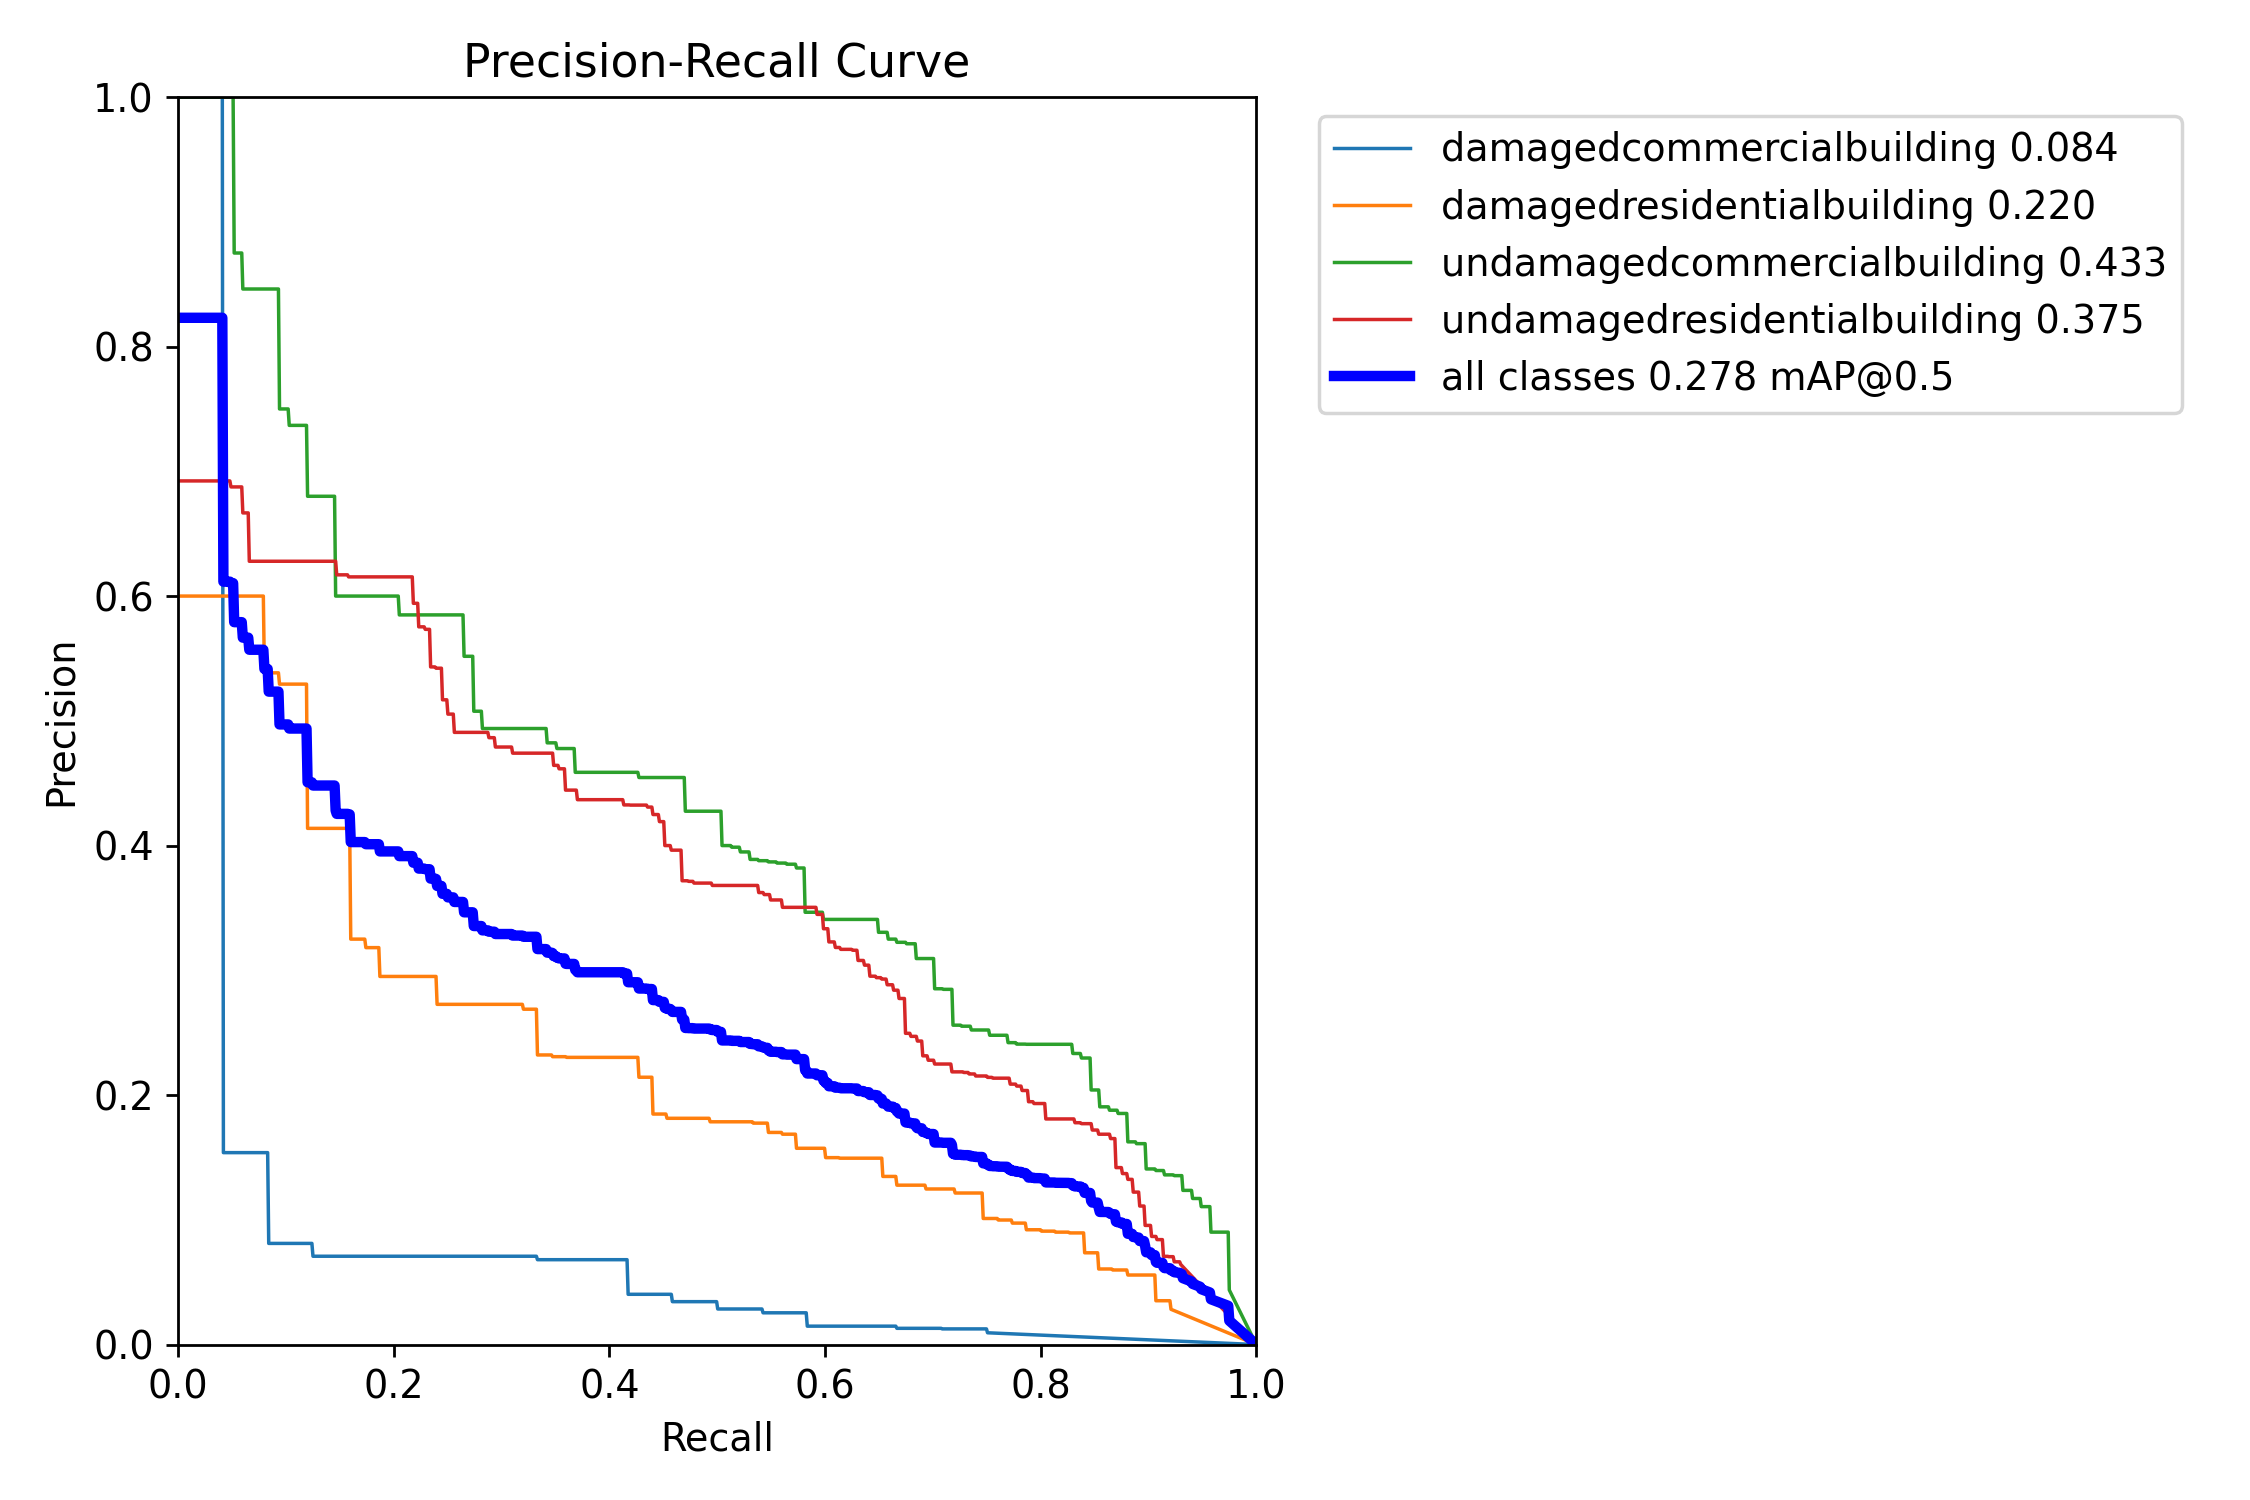 Precision-Recall Curve
1.0
0.8
0.6
0.4
0.2
0.0
Precision
0.0 0.2 0.4 0.6 0.8 1.0
Recall
damagedcommercialbuilding 0.084
damagedresidentialbuilding 0.220
undamagedcommercialbuilding 0.433
undamagedresidentialbuilding 0.375
all classes 0.278 mAP@0.5